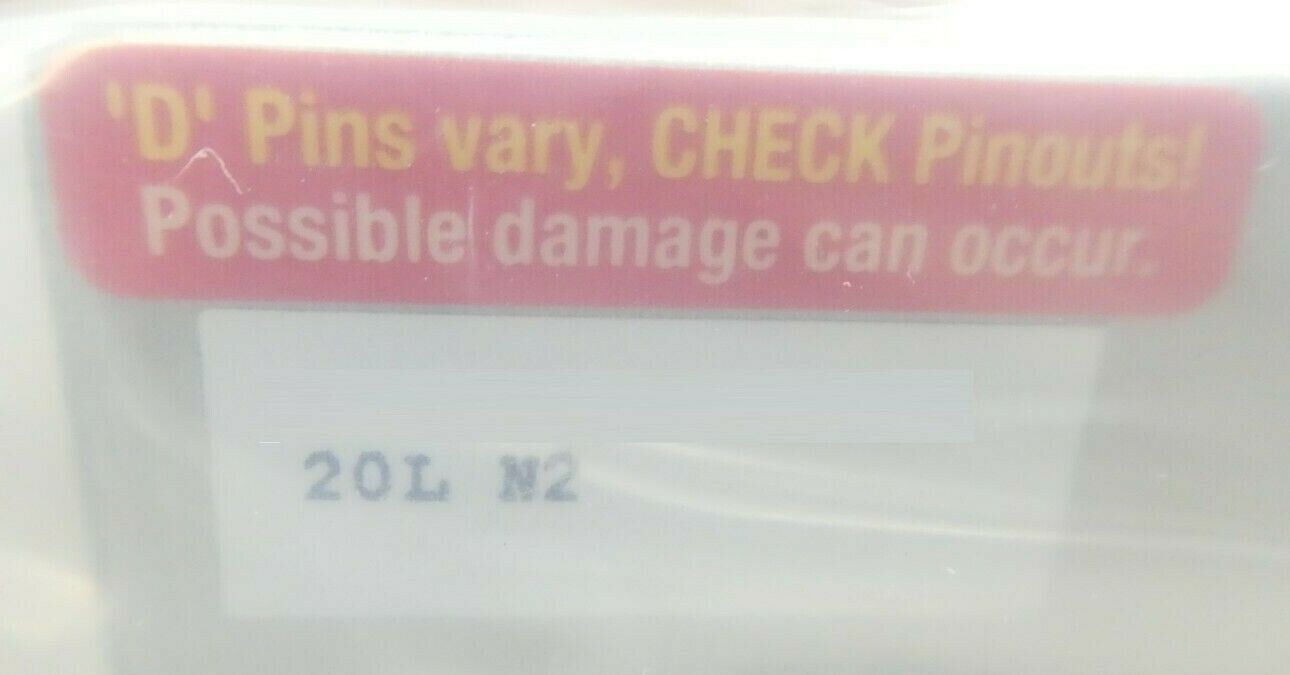 'D' Pins vary, CHECK Pinouts!
Possible damage can occur.
20L N2